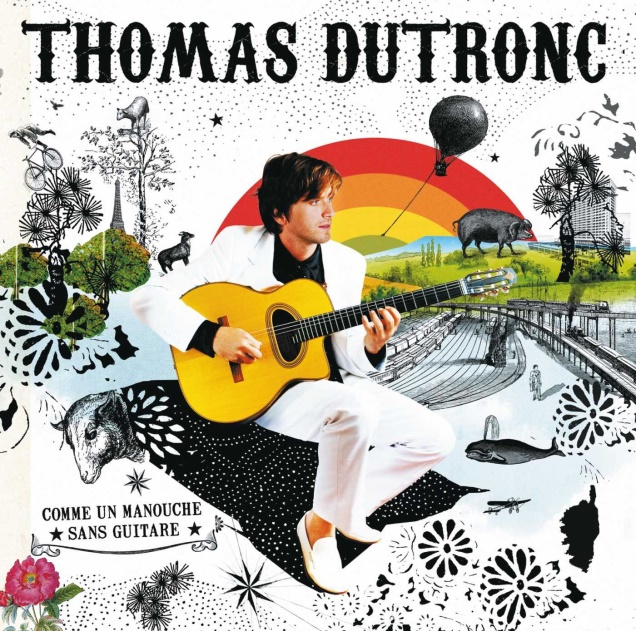 THOMAS DUTRONC
COMME UN MANOUCHE
SANS GUITARE